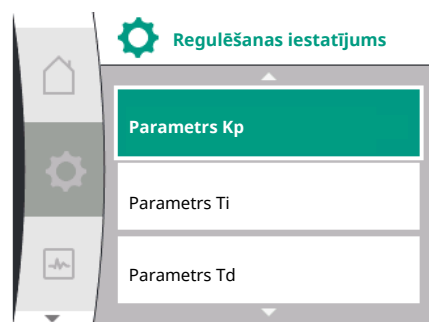 Regulēšanas iestatījums
Parametrs Kp
Parametrs Ti
Parametrs Td